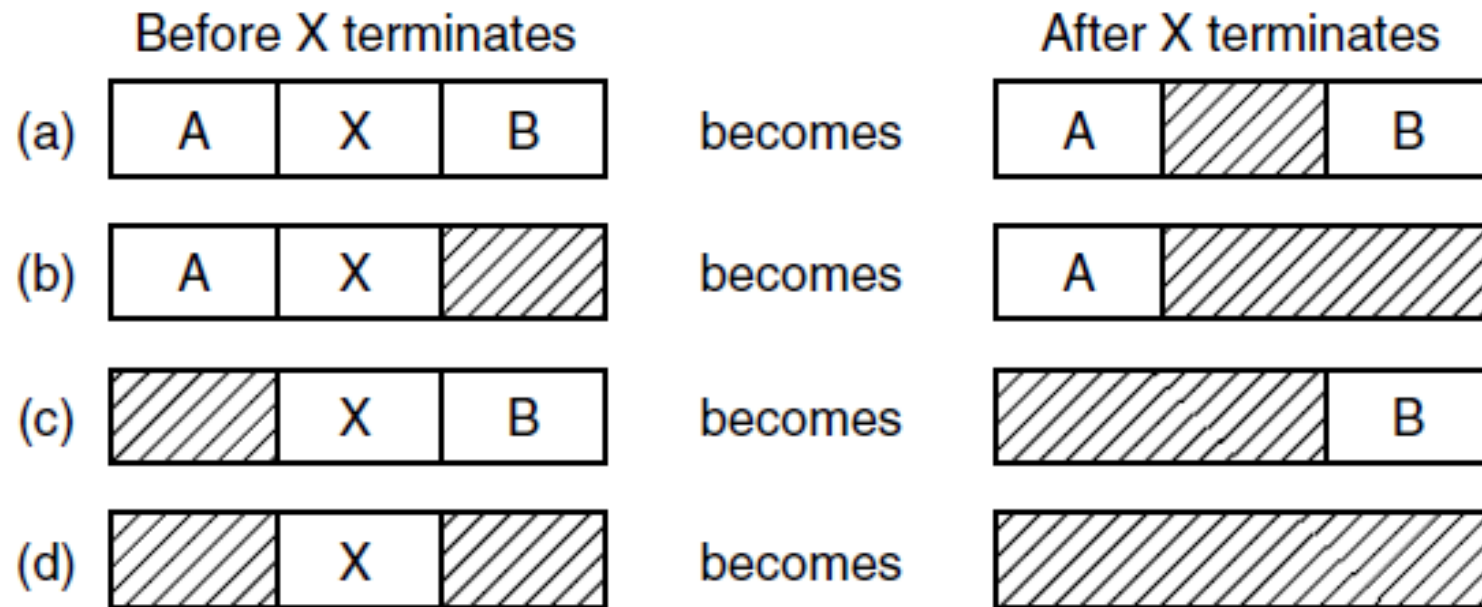 Before X terminates After X terminates
(a) A X B becomes A B
(b) A X becomes A
(c) X B becomes B
(d) X becomes